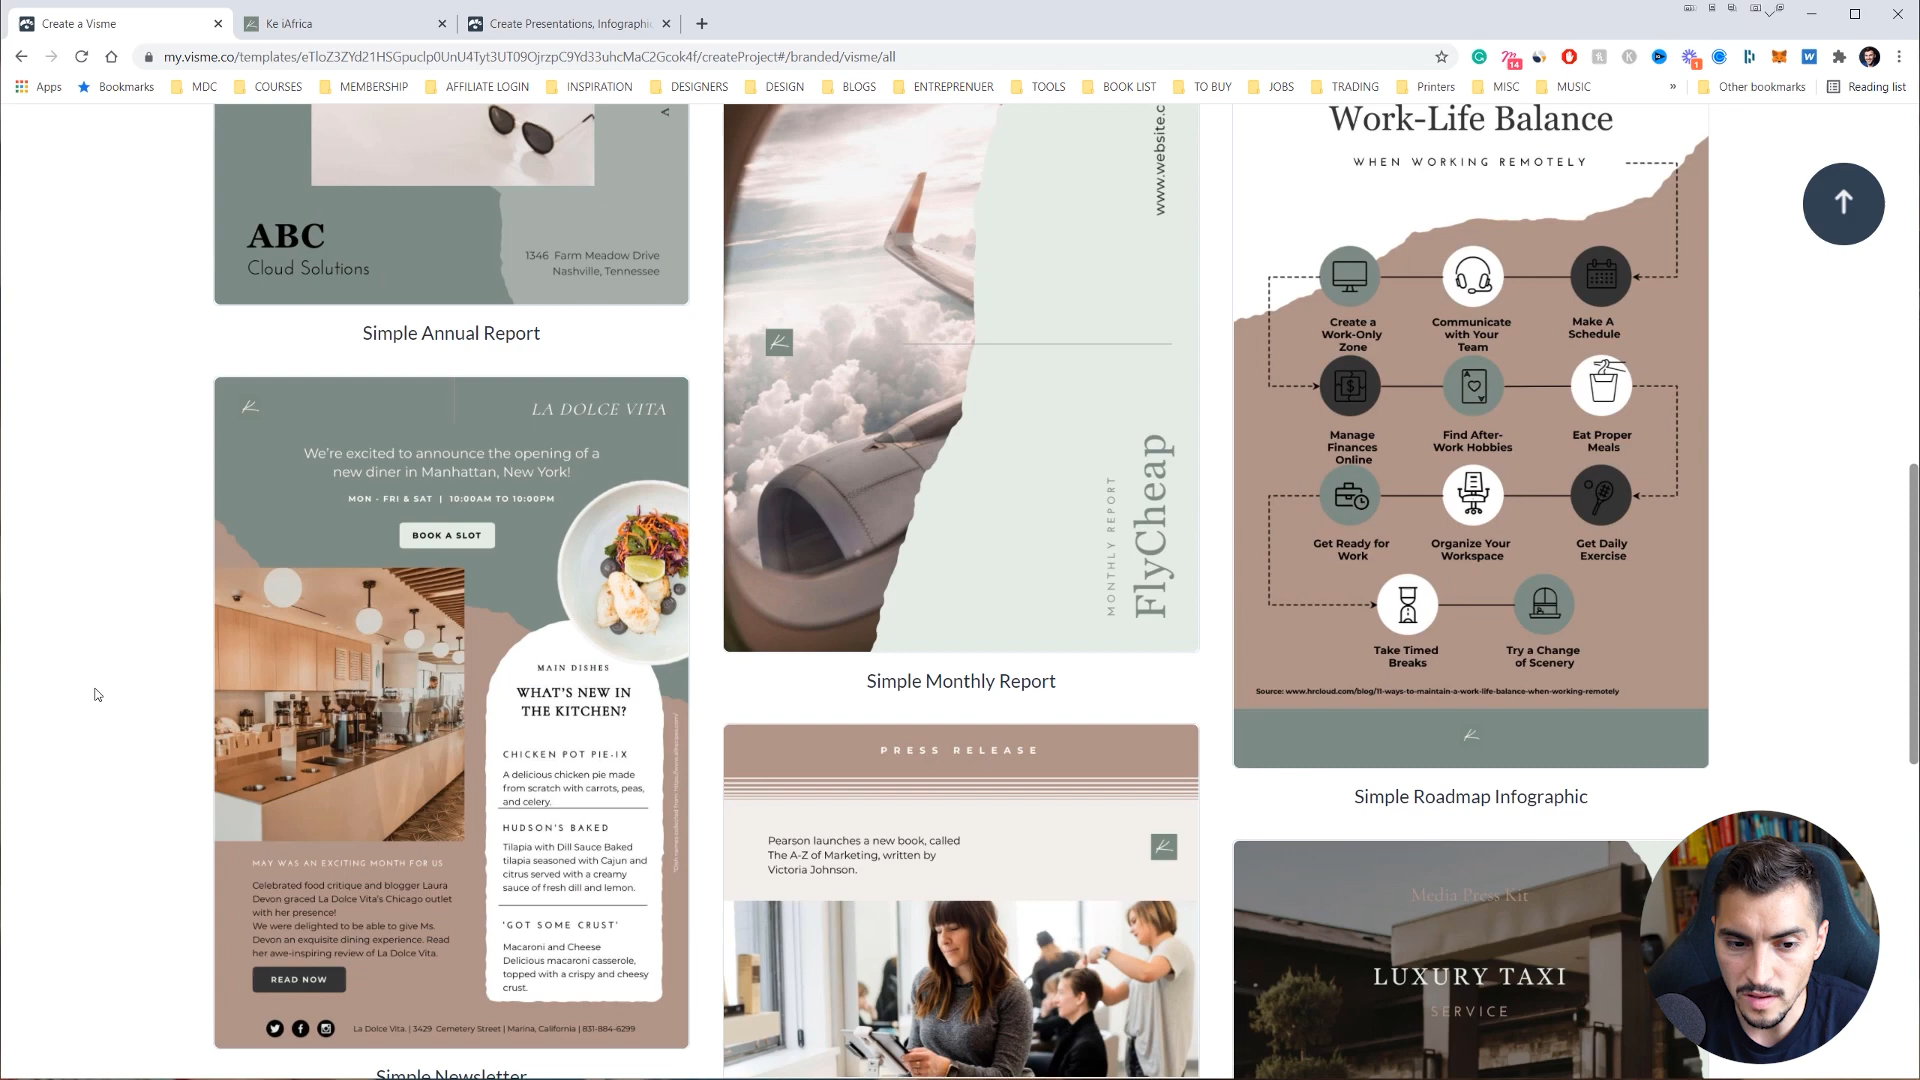 Create a Visme
Ke iAfrica
Create Presentations, Infographic
my.visme.co/templates/eTloZ3ZYd21HSGpuclp0UnU4Tyt3UT09OjrzpC9Yd33uhcMaC2Gcok4f/createProject#/branded/visme/all
14
1
Apps
Bookmarks
MDC
COURSES
MEMBERSHIP
AFFILIATE LOGIN
INSPIRATION
DESIGNERS
DESIGN
BLOGS
ENTREPRENUER
TOOLS
BOOK LIST
TO BUY
JOBS
TRADING
Printers
MISC
MUSIC
»
Other bookmarks
Reading list
ABC
Cloud Solutions
1346 Farm Meadow Drive
Nashville, Tennessee
Simple Annual Report
LA DOLCE VITA
We're excited to announce the opening of a
new diner in Manhattan, New York!
MON - FRI & SAT | 10:00AM TO 10:00PM
BOOK A SLOT
MAIN DISHES
WHAT'S NEW IN
THE KITCHEN?
CHICKEN POT PIE-IX
A delicious chicken pie made
from scratch with carrots, peas,
and celery.
HUDSON'S BAKED
Tilapia with Dill Sauce Baked
tilapia seasoned with Cajun and
citrus served with a creamy
sauce of fresh dill and lemon.
'GOT SOME CRUST'
Macaroni and Cheese
Delicious macaroni casserole,
topped with a crispy and cheesy
crust.
MAY WAS AN EXCITING MONTH FOR US
Celebrated food critique and blogger Laura
Devon graced La Dolce Vita's Chicago outlet
with her presence!
We were delighted to be able to give Ms.
Devon an exquisite dining experience. Read
her awe-inspiring review of La Dolce Vita.
READ NOW
La Dolce Vita. | 3429 Cemetery Street | Marina, California | 831-884-6299
Simple Newsletter
www.website.c
MONTHLY REPORT
FlyCheap
Simple Monthly Report
PRESS RELEASE
Pearson launches a new book, called
The A-Z of Marketing, written by
Victoria Johnson.
Work-Life Balance
WHEN WORKING REMOTELY
Create a
Work-Only
Zone
Communicate
with Your
Team
Make A
Schedule
Manage
Finances
Online
Find After-
Work Hobbies
Eat Proper
Meals
Get Ready for
Work
Organize Your
Workspace
Get Daily
Exercise
Take Timed
Breaks
Try a Change
of Scenery
Source: www.hrcloud.com/blog/11-ways-to-maintain-a-work-life-balance-when-working-remotely
Simple Roadmap Infographic
Media Press Kit
LUXURY TAXI
SERVICE